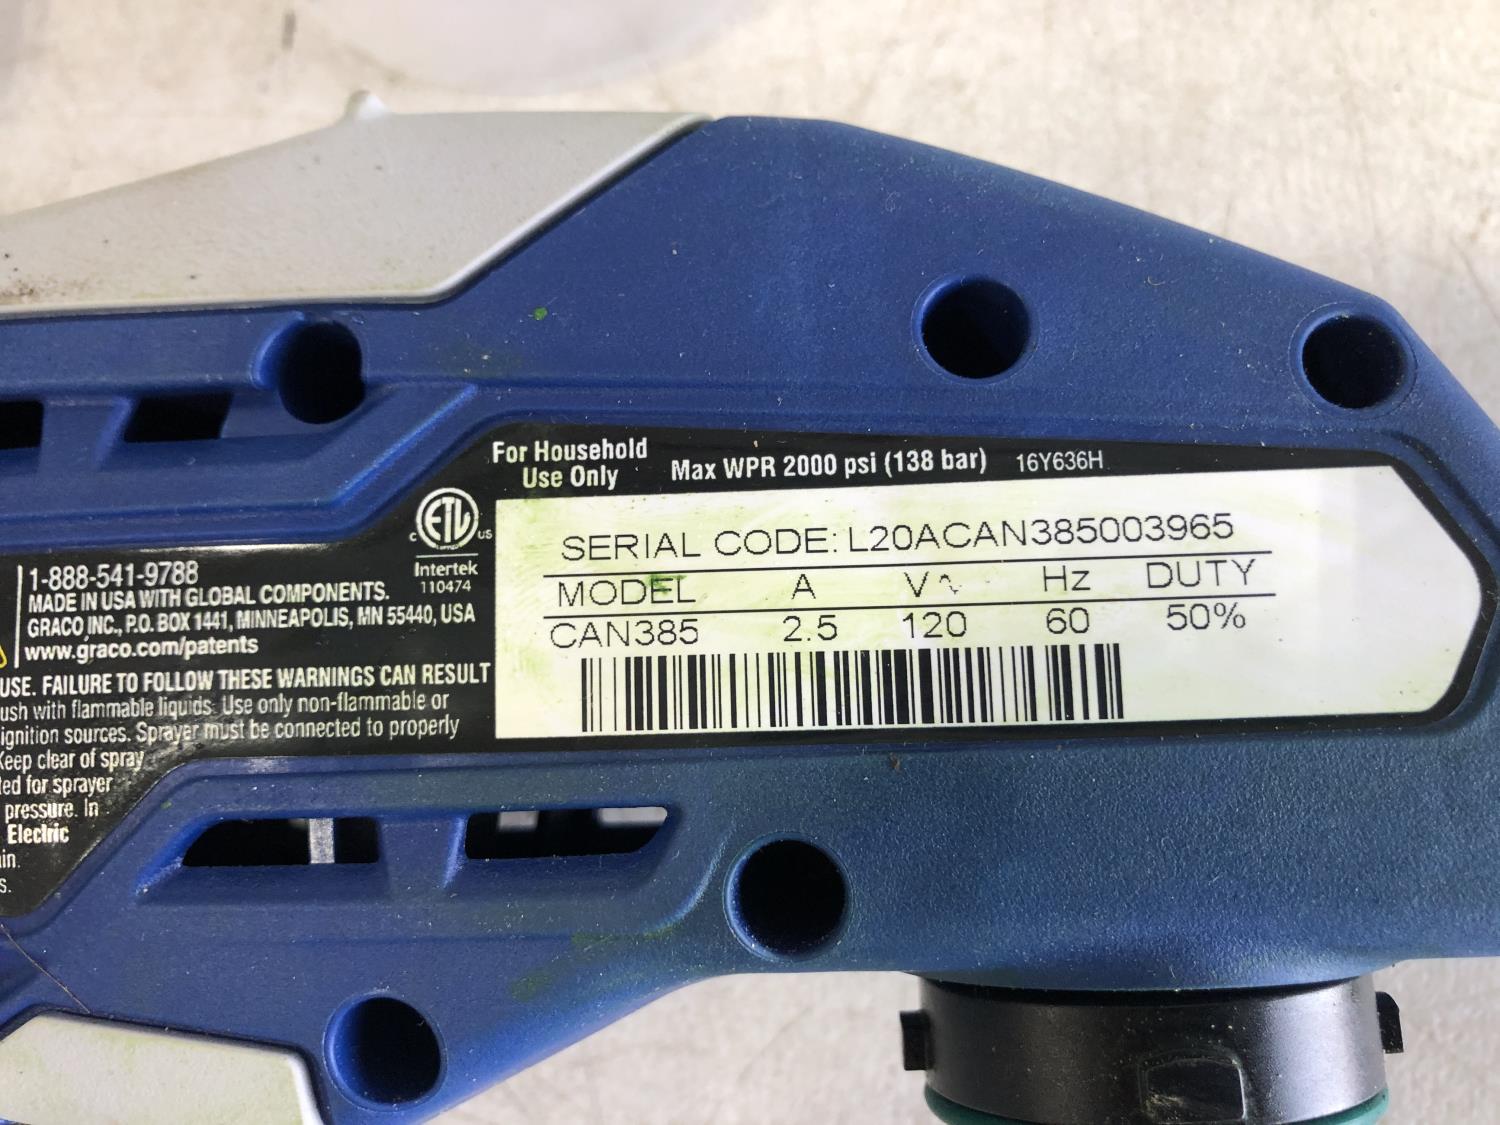 For Household
Use Only
Max WPR 2000 psi (138 bar) 16Y636H
C ETL US
Intertek
110474
SERIAL CODE: L20ACAN385003965
MODEL A V∿ Hz DUTY
CAN385 2.5 120 60 50%
1-888-541-9788
MADE IN USA WITH GLOBAL COMPONENTS.
GRACO INC., P.O. BOX 1441, MINNEAPOLIS, MN 55440, USA
www.graco.com/patents
USE. FAILURE TO FOLLOW THESE WARNINGS CAN RESULT
ush with flammable liquids. Use only non-flammable or
ignition sources. Sprayer must be connected to properly
Keep clear of spray
ted for sprayer
pressure. In
Electric
in.
s.